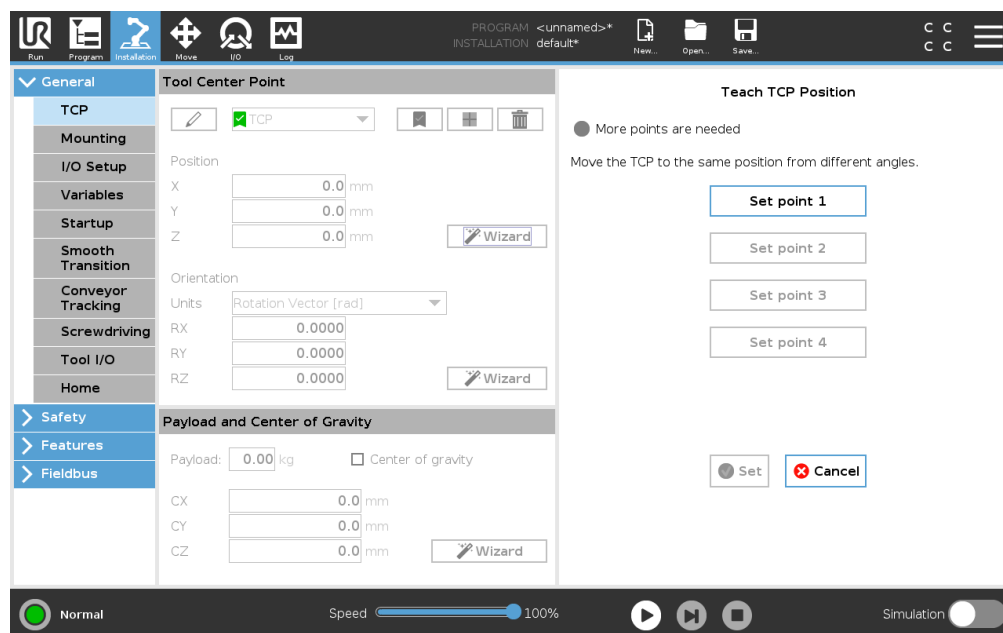 UR
PROGRAM <unnamed>*
INSTALLATION default*
Run
Program
Installation
Move
I/O
Log
New...
Open...
Save...
C C
C C
General
TCP
Mounting
I/O Setup
Variables
Startup
Smooth
Transition
Conveyor
Tracking
Screwdriving
Tool I/O
Home
Safety
Features
Fieldbus
Tool Center Point
TCP
Position
X 0.0 mm
Y 0.0 mm
Z 0.0 mm
Wizard
Orientation
Units Rotation Vector [rad]
RX 0.0000
RY 0.0000
RZ 0.0000
Wizard
Payload and Center of Gravity
Payload: 0.00 kg Center of gravity
CX 0.0 mm
CY 0.0 mm
CZ 0.0 mm
Wizard
Teach TCP Position
More points are needed
Move the TCP to the same position from different angles.
Set point 1
Set point 2
Set point 3
Set point 4
Set
Cancel
Normal
Speed 100%
Simulation